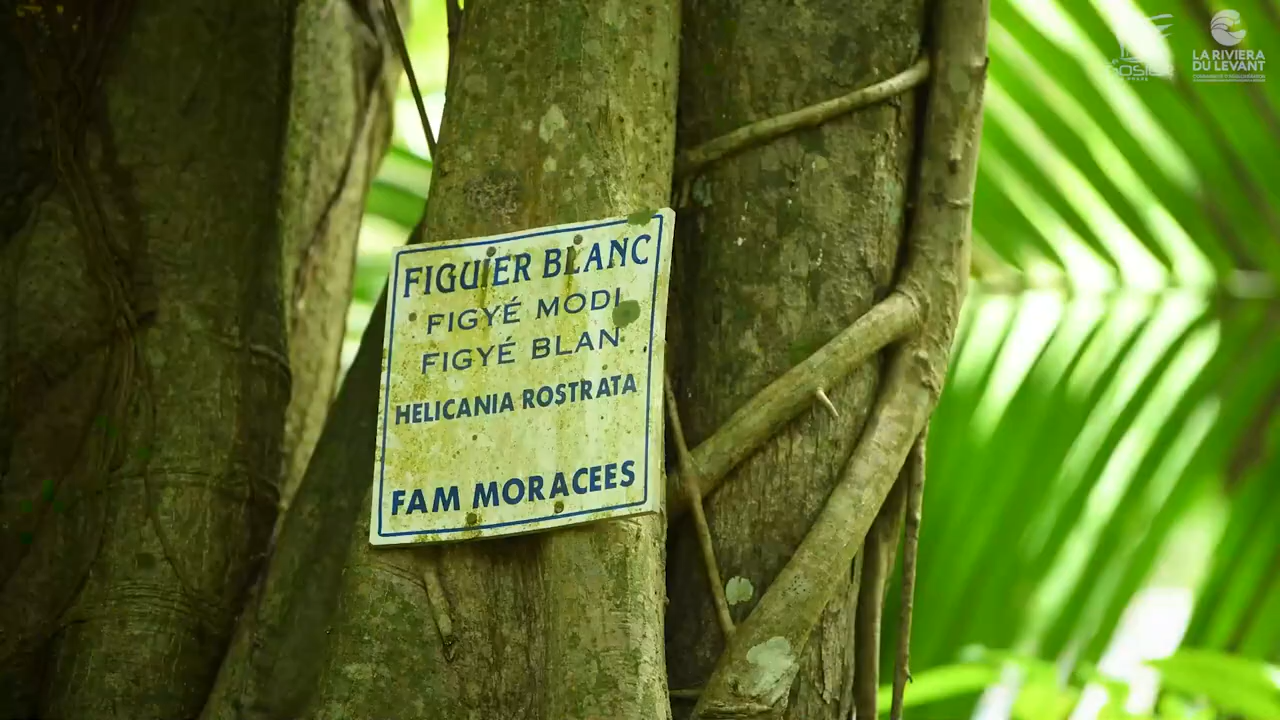 FIGUIER BLANC
FIGYÉ MODI
FIGYÉ BLAN
HELICANIA ROSTRATA
FAM MORACEES
LA RIVIERA
DU LEVANT